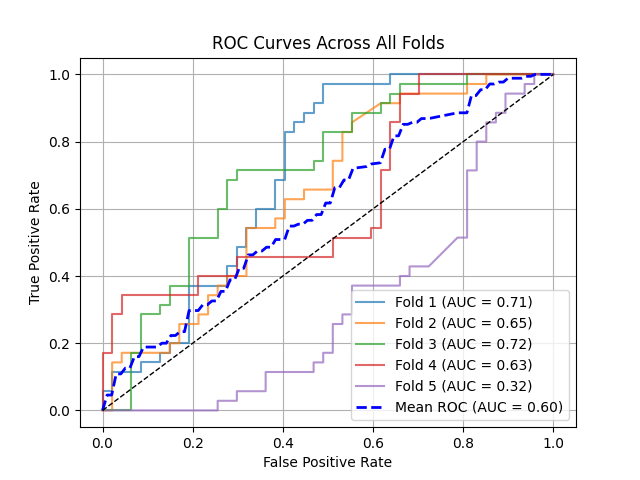 ROC Curves Across All Folds
True Positive Rate
1.0
0.8
0.6
0.4
0.2
0.0
Fold 1 (AUC = 0.71)
Fold 2 (AUC = 0.65)
Fold 3 (AUC = 0.72)
Fold 4 (AUC = 0.63)
Fold 5 (AUC = 0.32)
Mean ROC (AUC = 0.60)
0.0 0.2 0.4 0.6 0.8 1.0
False Positive Rate